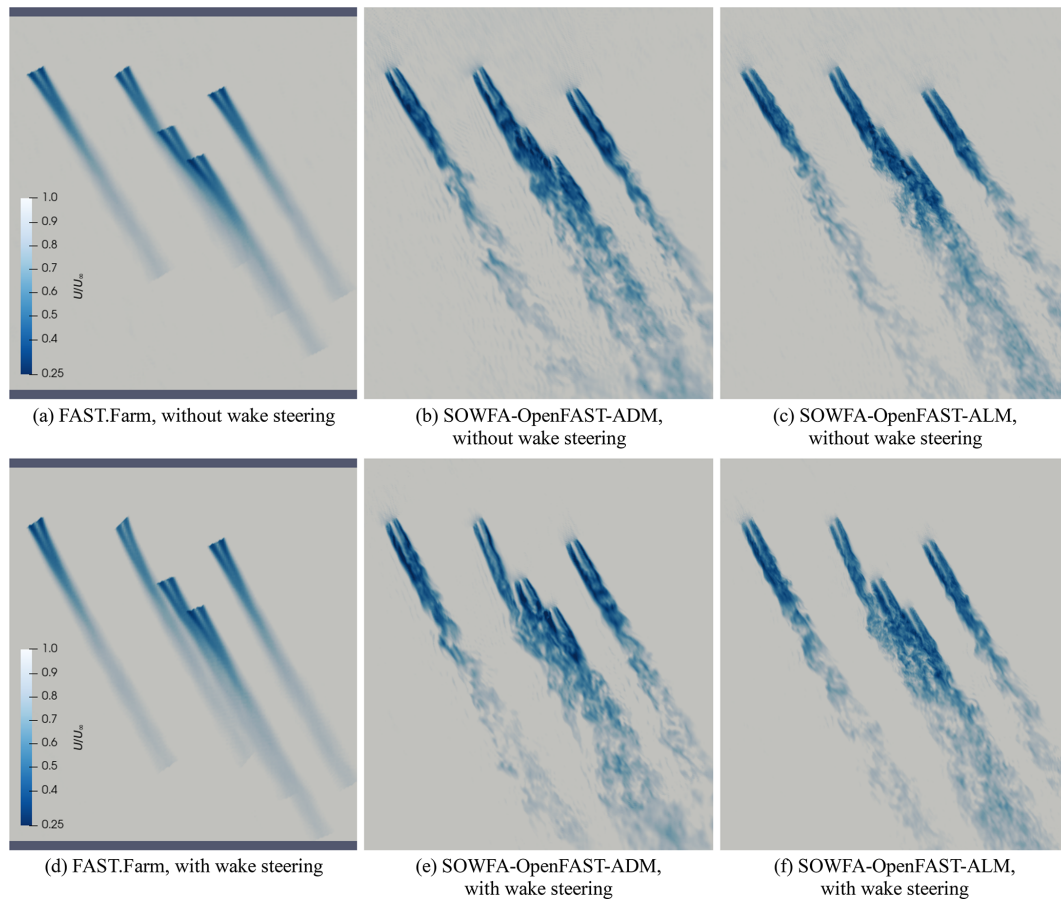 1.0
0.9
0.8
0.7
0.6
0.5
0.4
0.25
U/U∞
(a) FAST.Farm, without wake steering
(b) SOWFA-OpenFAST-ADM,
without wake steering
(c) SOWFA-OpenFAST-ALM,
without wake steering
1.0
0.9
0.8
0.7
0.6
0.5
0.4
0.25
U/U∞
(d) FAST.Farm, with wake steering
(e) SOWFA-OpenFAST-ADM,
with wake steering
(f) SOWFA-OpenFAST-ALM,
with wake steering